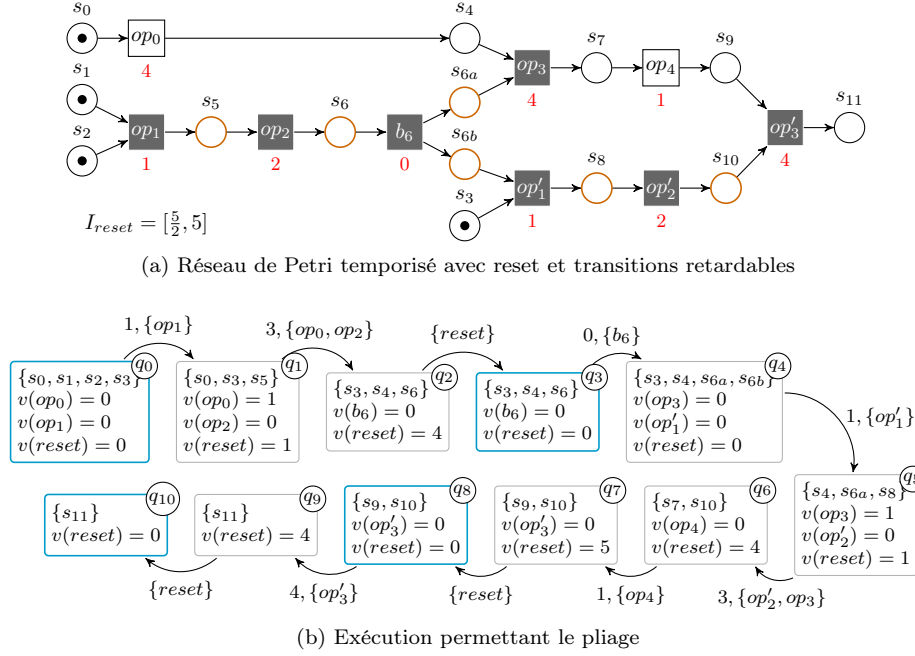 s0
op0
4
s4
s1
s2
op1
1
s5
op2
2
s6
b6
0
s6a
s6b
op3
4
s7
op4
1
s9
s3
op'1
1
s8
op'2
2
s10
op'3
4
s11
I_reset = [5/2, 5]
(a) Réseau de Petri temporisé avec reset et transitions retardables
1, {op1}
3, {op0, op2}
{reset}
0, {b6}
q0
{s0, s1, s2, s3}
v(op0) = 0
v(op1) = 0
v(reset) = 0
q1
{s0, s3, s5}
v(op0) = 1
v(op2) = 0
v(reset) = 1
q2
{s3, s4, s6}
v(b6) = 0
v(reset) = 4
q3
{s3, s4, s6}
v(b6) = 0
v(reset) = 0
q4
{s3, s4, s6a, s6b}
v(op3) = 0
v(op'1) = 0
v(reset) = 0
1, {op'1}
q10
{s11}
v(reset) = 0
q9
{s11}
v(reset) = 4
q8
{s9, s10}
v(op'3) = 0
v(reset) = 0
q7
{s9, s10}
v(op'3) = 0
v(reset) = 5
q6
{s7, s10}
v(op4) = 0
v(reset) = 4
q5
{s4, s6a, s8}
v(op3) = 1
v(op'2) = 0
v(reset) = 1
{reset}
4, {op'3}
{reset}
1, {op4}
3, {op'2, op3}
(b) Exécution permettant le pliage